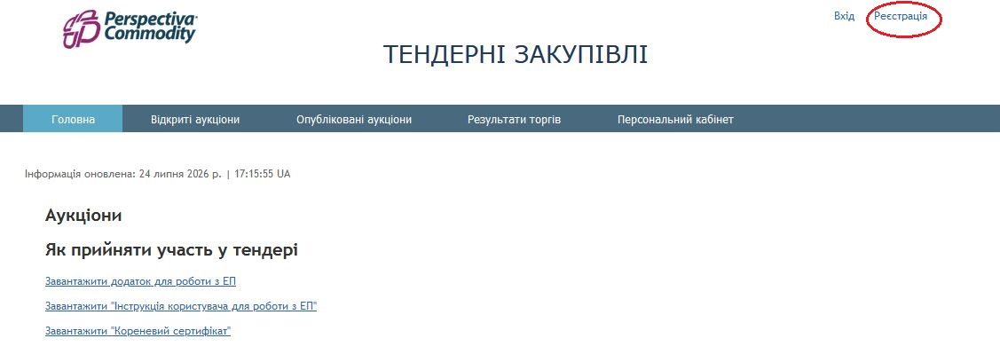 Perspectiva
Commodity
Вхід Реєстрація
ТЕНДЕРНІ ЗАКУПІВЛІ
Головна Відкриті аукціони Опубліковані аукціони Результати торгів Персональний кабінет
Інформація оновлена: 24 липня 2026 р. | 17:15:55 UA
Аукціони
Як прийняти участь у тендері
Завантажити додаток для роботи з ЕП
Завантажити "Інструкція користувача для роботи з ЕП"
Завантажити "Кореневий сертифікат"